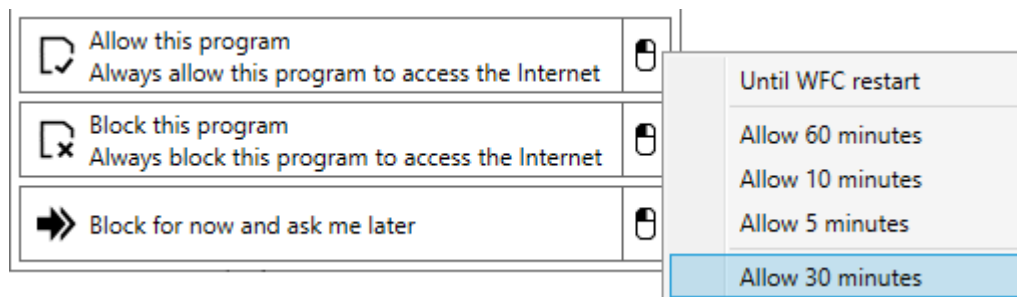 Allow this program
Always allow this program to access the Internet
Block this program
Always block this program to access the Internet
Block for now and ask me later
Until WFC restart
Allow 60 minutes
Allow 10 minutes
Allow 5 minutes
Allow 30 minutes